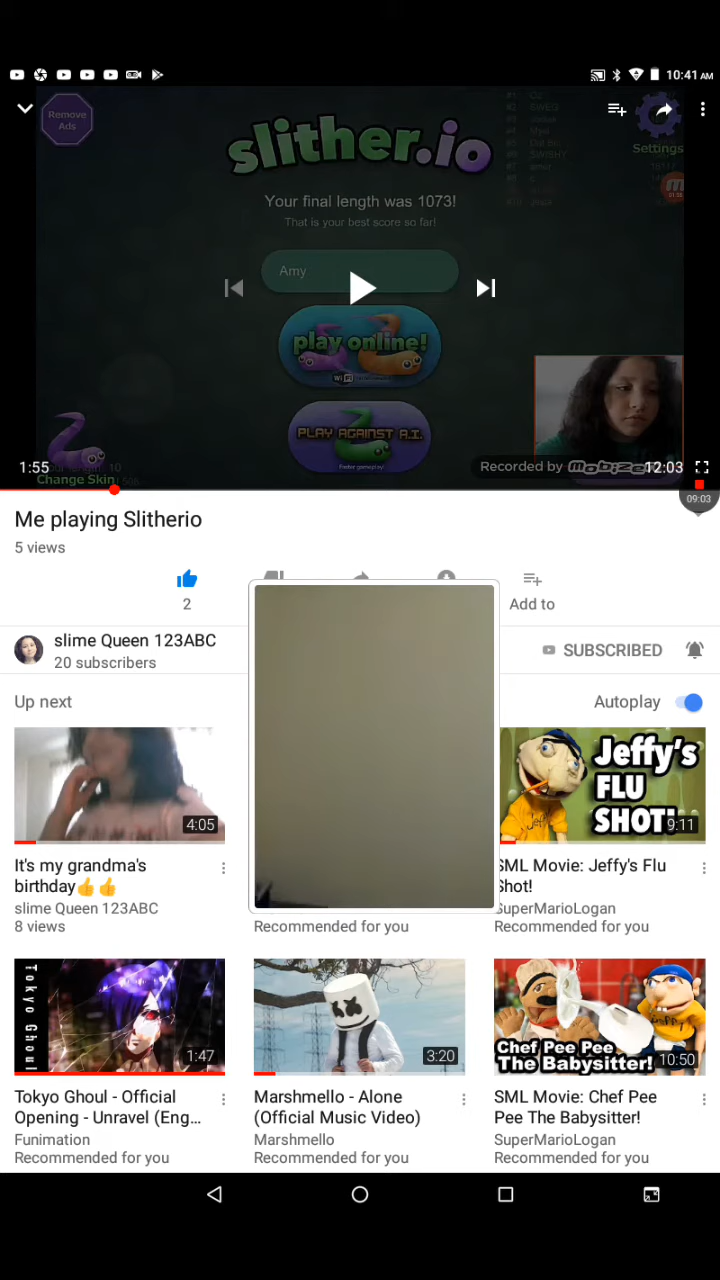 10:41 AM
Remove
Ads
slither.io
Settings
Your final length was 1073!
That is your best score so far!
Amy
play online!
PLAY AGAINST A.I.
1:55
Change Skin
Recorded by mobizen
12:03
09:03
Me playing Slitherio
5 views
2
Add to
slime Queen 123ABC
20 subscribers
SUBSCRIBED
Up next
Autoplay
4:05
Jeffy's
FLU
SHOT!
9:11
It's my grandma's
birthday👍👍
slime Queen 123ABC
8 views
Recommended for you
SML Movie: Jeffy's Flu
Shot!
SuperMarioLogan
Recommended for you
Tokyo Ghoul
1:47
3:20
Chef Pee Pee
The Babysitter!
10:50
Tokyo Ghoul - Official
Opening - Unravel (Eng...
Funimation
Recommended for you
Marshmello - Alone
(Official Music Video)
Marshmello
Recommended for you
SML Movie: Chef Pee
Pee The Babysitter!
SuperMarioLogan
Recommended for you